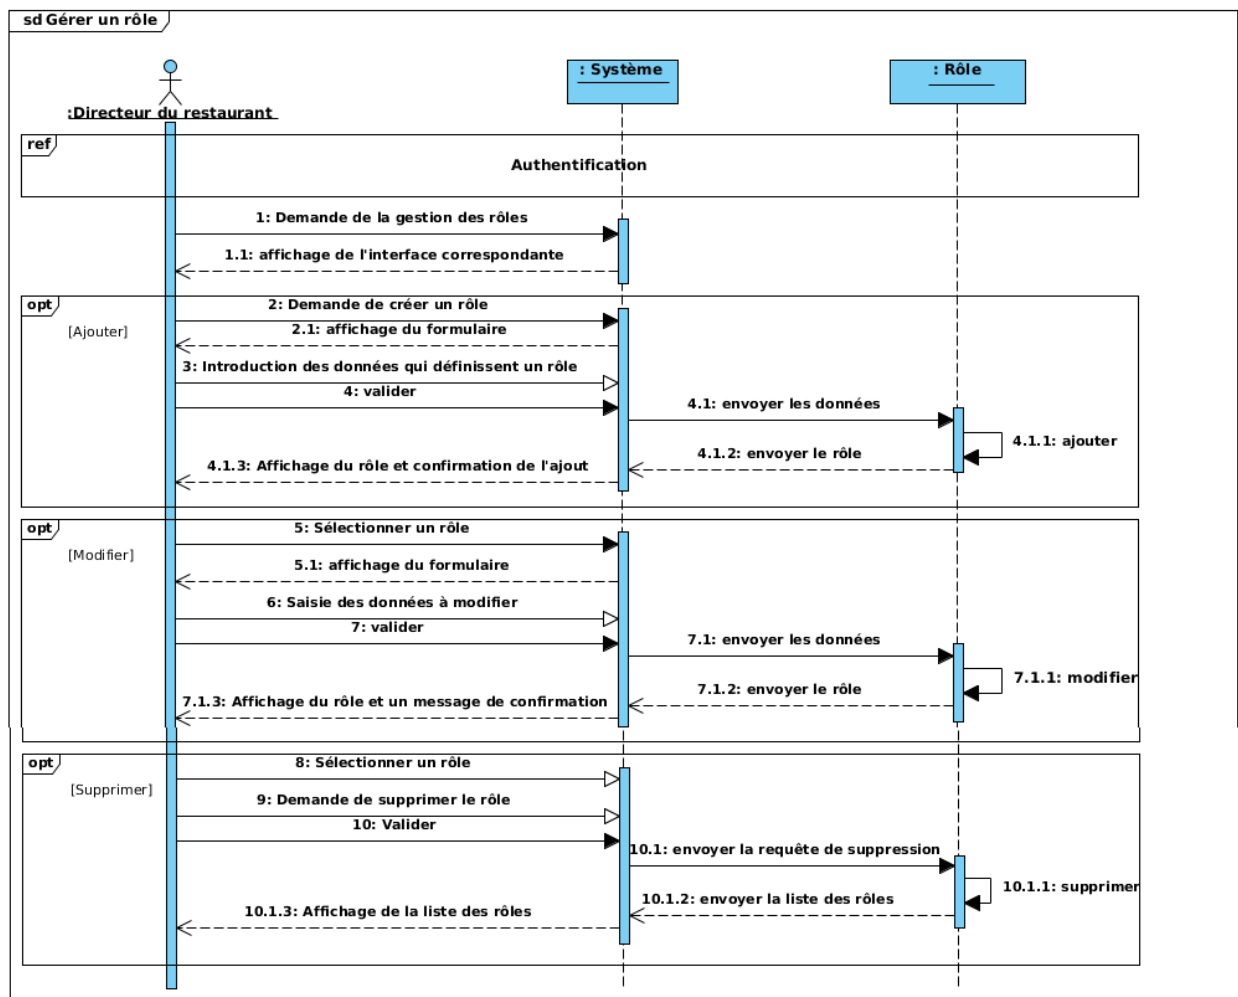 sd Gérer un rôle
: Système
: Rôle
:Directeur du restaurant
ref
Authentification
1: Demande de la gestion des rôles
1.1: affichage de l'interface correspondante
opt
2: Demande de créer un rôle
[Ajouter]
2.1: affichage du formulaire
3: Introduction des données qui définissent un rôle
4: valider
4.1: envoyer les données
4.1.1: ajouter
4.1.2: envoyer le rôle
4.1.3: Affichage du rôle et confirmation de l'ajout
opt
5: Sélectionner un rôle
[Modifier]
5.1: affichage du formulaire
6: Saisie des données à modifier
7: valider
7.1: envoyer les données
7.1.1: modifier
7.1.2: envoyer le rôle
7.1.3: Affichage du rôle et un message de confirmation
opt
8: Sélectionner un rôle
[Supprimer]
9: Demande de supprimer le rôle
10: Valider
10.1: envoyer la requête de suppression
10.1.1: supprimer
10.1.2: envoyer la liste des rôles
10.1.3: Affichage de la liste des rôles